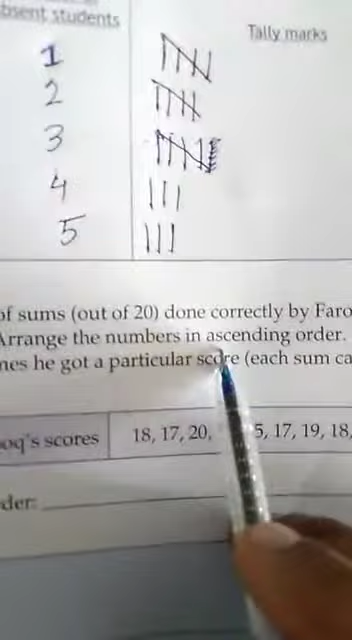 bsent students
Tally marks
1
2
3
4
5
of sums (out of 20) done correctly by Faro
Arrange the numbers in ascending order.
nes he got a particular score (each sum ca
oq's scores 18, 17, 20, 5, 17, 19, 18,
der: